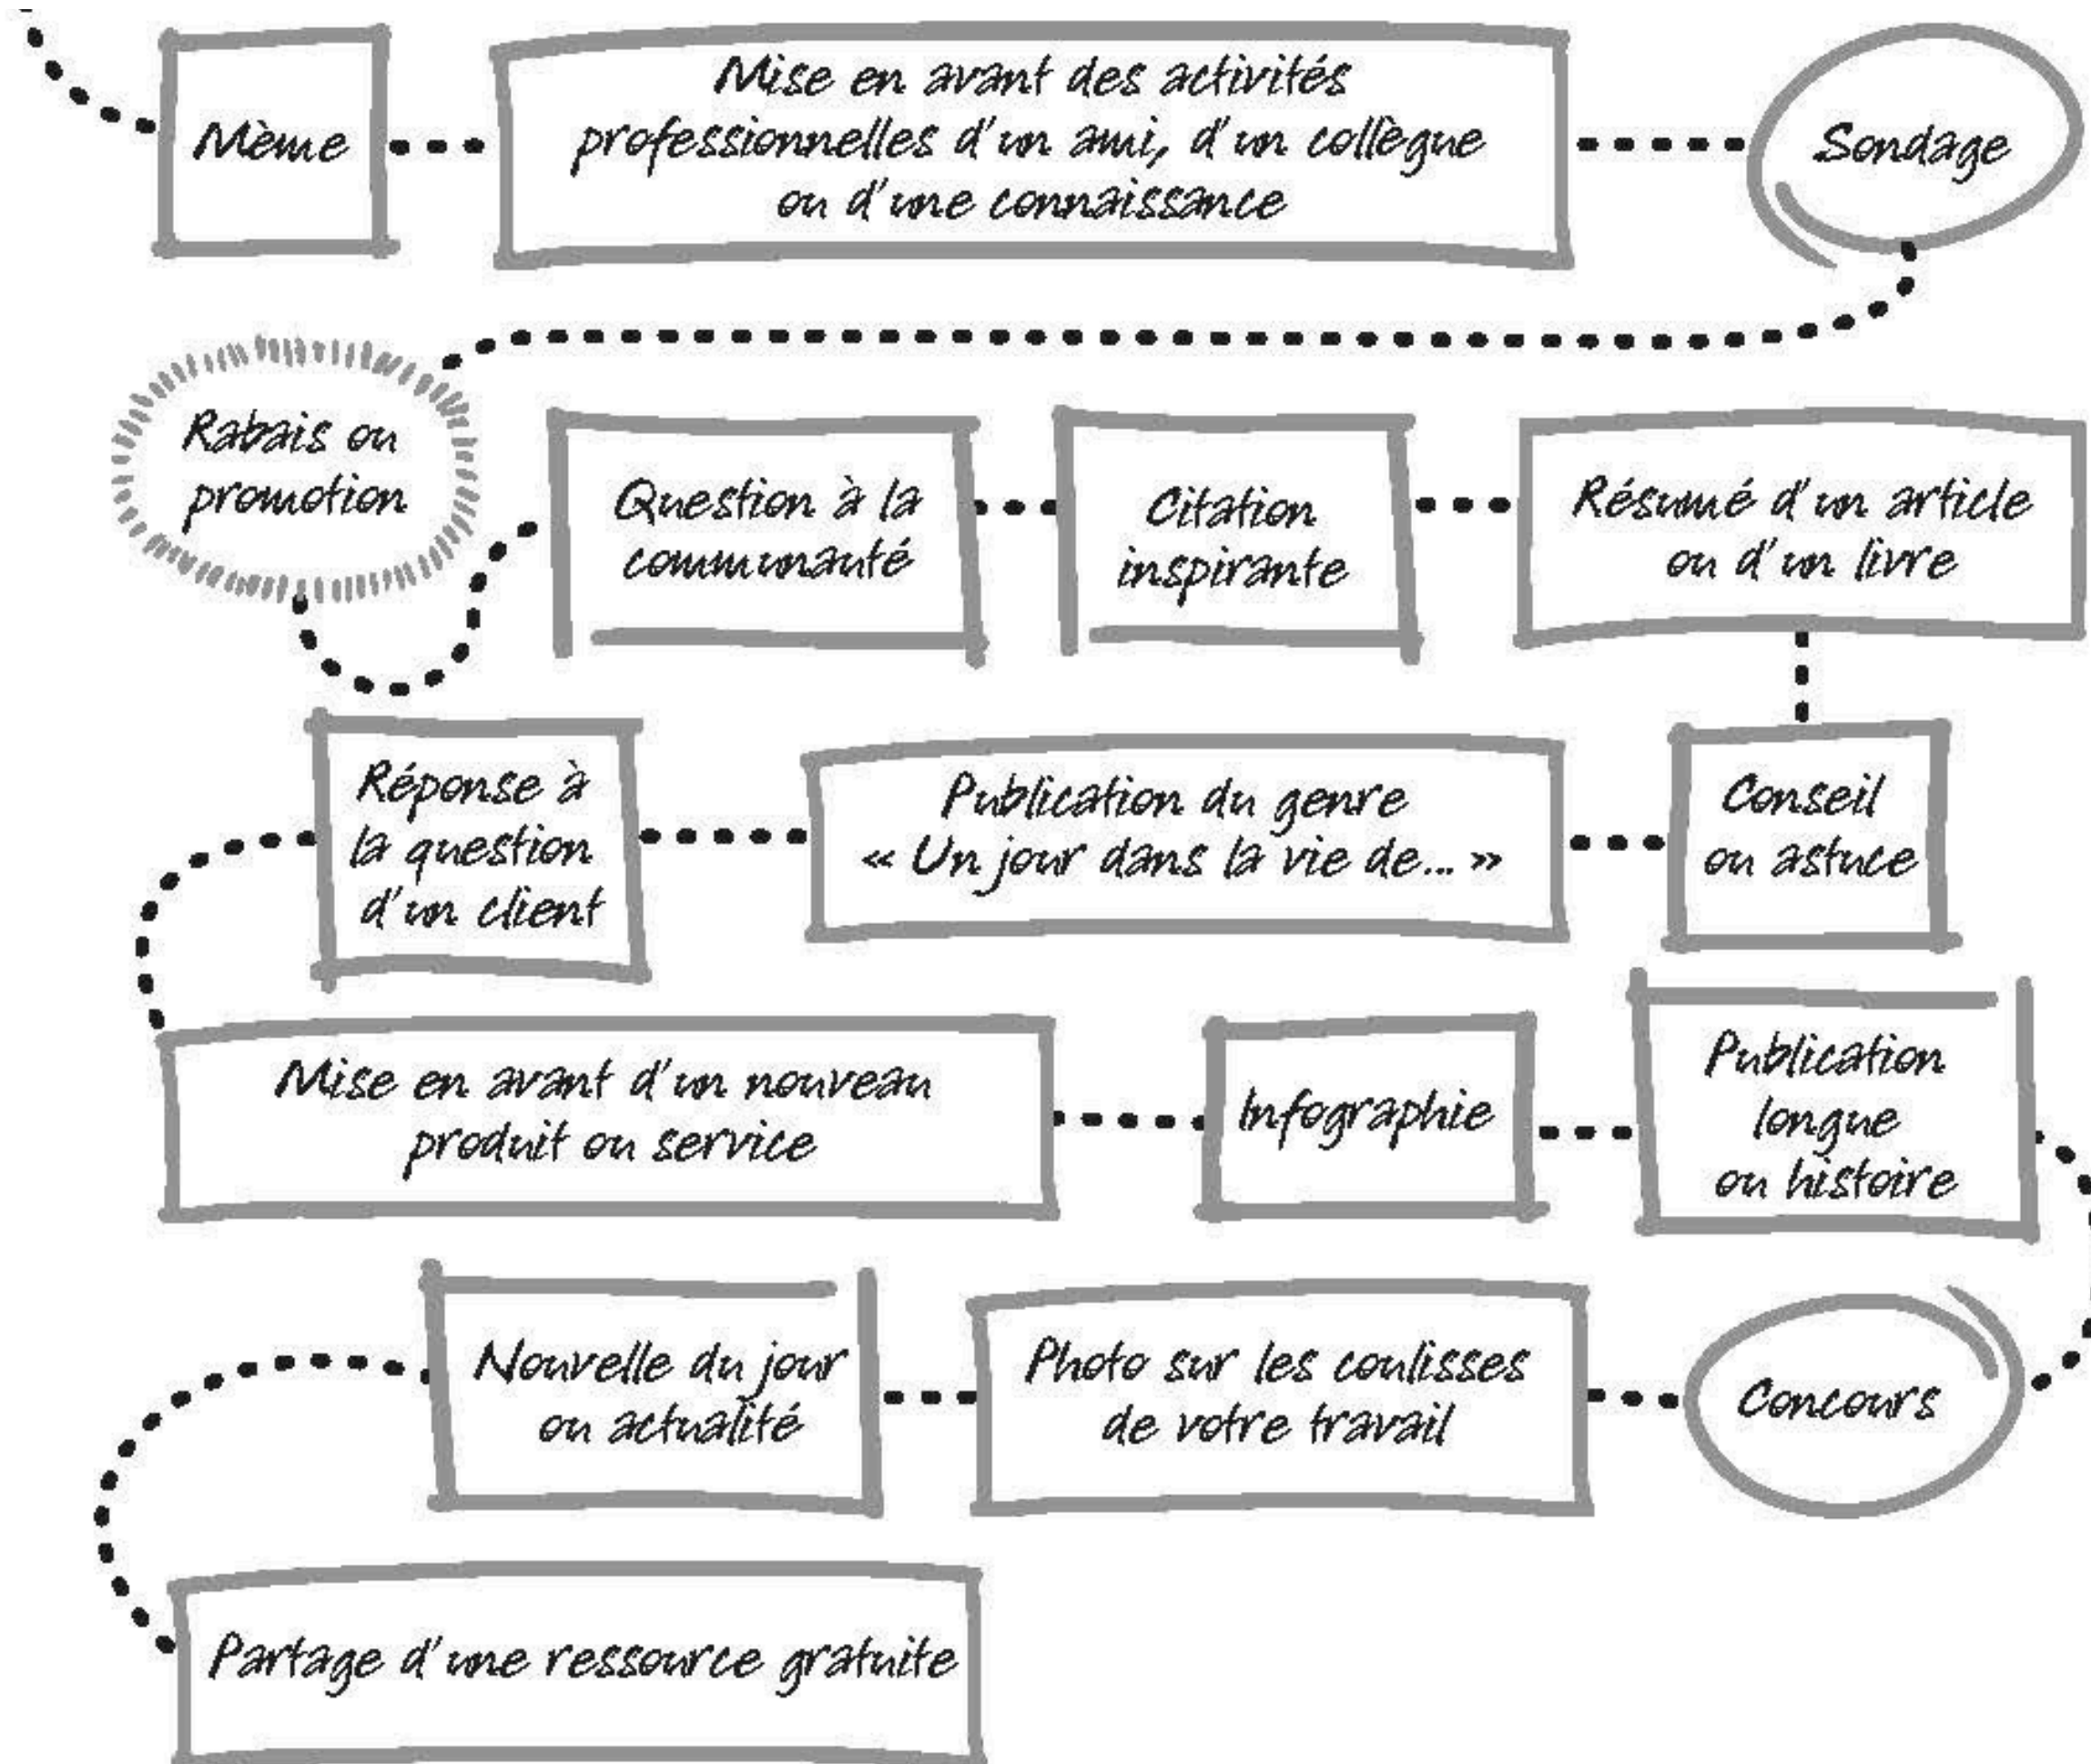 Mème
Mise en avant des activités
professionnelles d'un ami, d'un collègue
ou d'une connaissance
Sondage
Rabais ou
promotion
Question à la
communauté
Citation
inspirante
Résumé d'un article
ou d'un livre
Conseil
ou astuce
Publication du genre
« Un jour dans la vie de... »
Réponse à
la question
d'un client
Mise en avant d'un nouveau
produit ou service
Infographie
Publication
longue
ou histoire
Concours
Photo sur les coulisses
de votre travail
Nouvelle du jour
ou actualité
Partage d'une ressource gratuite